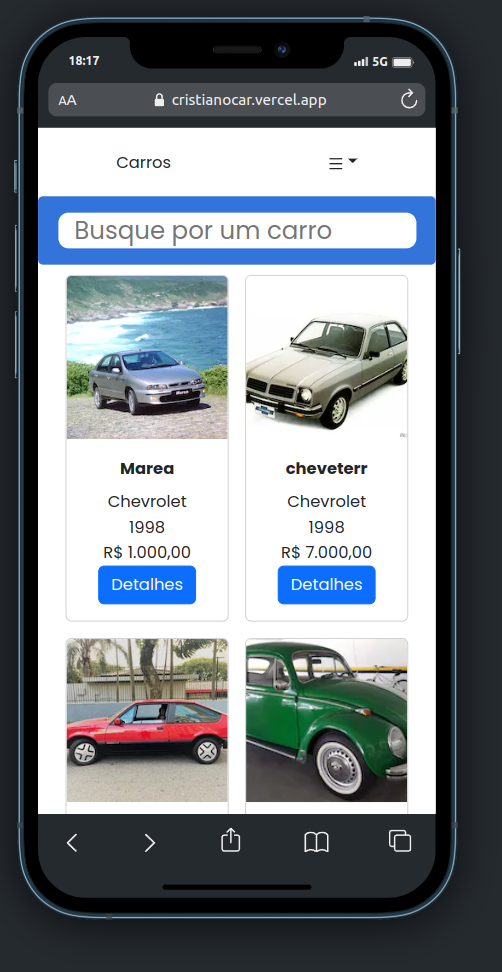 18:17
5G
AA
cristianocar.vercel.app
Carros
Busque por um carro
Marea
cheveterr
Chevrolet
Chevrolet
1998
1998
R$ 1.000,00
R$ 7.000,00
Detalhes
Detalhes